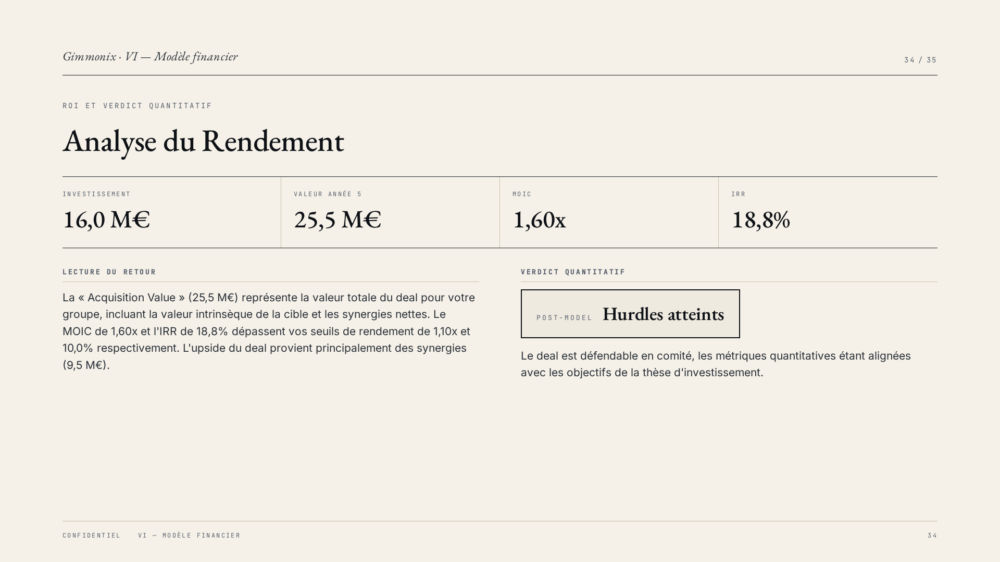 Gimmonix · VI — Modèle financier
34 / 35
ROI ET VERDICT QUANTITATIF
Analyse du Rendement
INVESTISSEMENT
16,0 M€
VALEUR ANNÉE 5
25,5 M€
MOIC
1,60x
IRR
18,8%
LECTURE DU RETOUR
La « Acquisition Value » (25,5 M€) représente la valeur totale du deal pour votre
groupe, incluant la valeur intrinsèque de la cible et les synergies nettes. Le
MOIC de 1,60x et l'IRR de 18,8% dépassent vos seuils de rendement de 1,10x et
10,0% respectivement. L'upside du deal provient principalement des synergies
(9,5 M€).
VERDICT QUANTITATIF
POST-MODEL Hurdles atteints
Le deal est défendable en comité, les métriques quantitatives étant alignées
avec les objectifs de la thèse d'investissement.
CONFIDENTIEL VI — MODÈLE FINANCIER
34